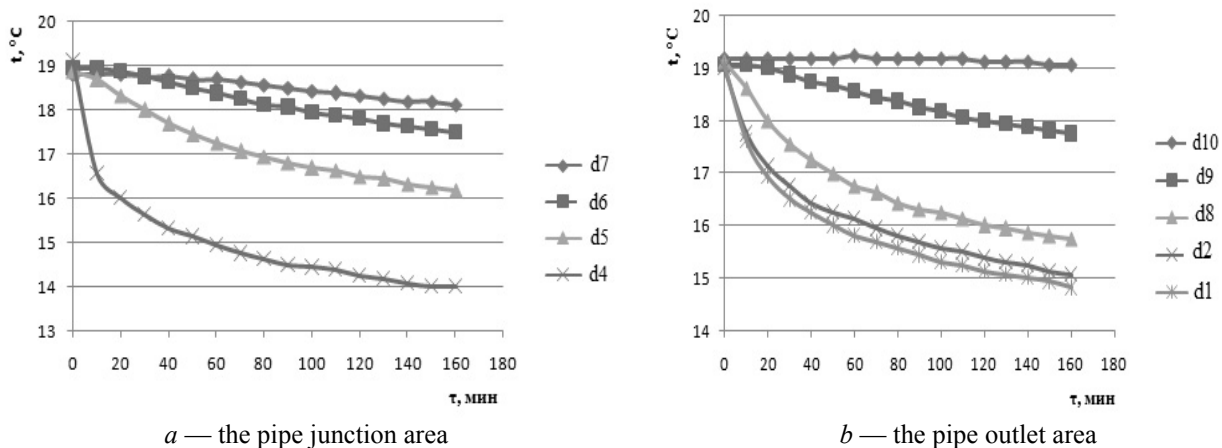 t, °C
20
19
18
17
16
15
14
13
0 20 40 60 80 100 120 140 160 180
τ, мин
d7
d6
d5
d4
a — the pipe junction area
t, °C
20
19
18
17
16
15
14
0 20 40 60 80 100 120 140 160 180
τ, мин
d10
d9
d8
d2
d1
b — the pipe outlet area